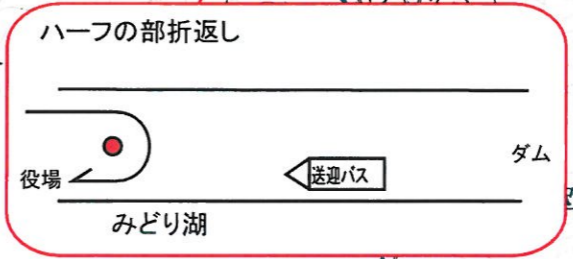 ハーフの部折返し
ダム
役場
送迎バス
みどり湖